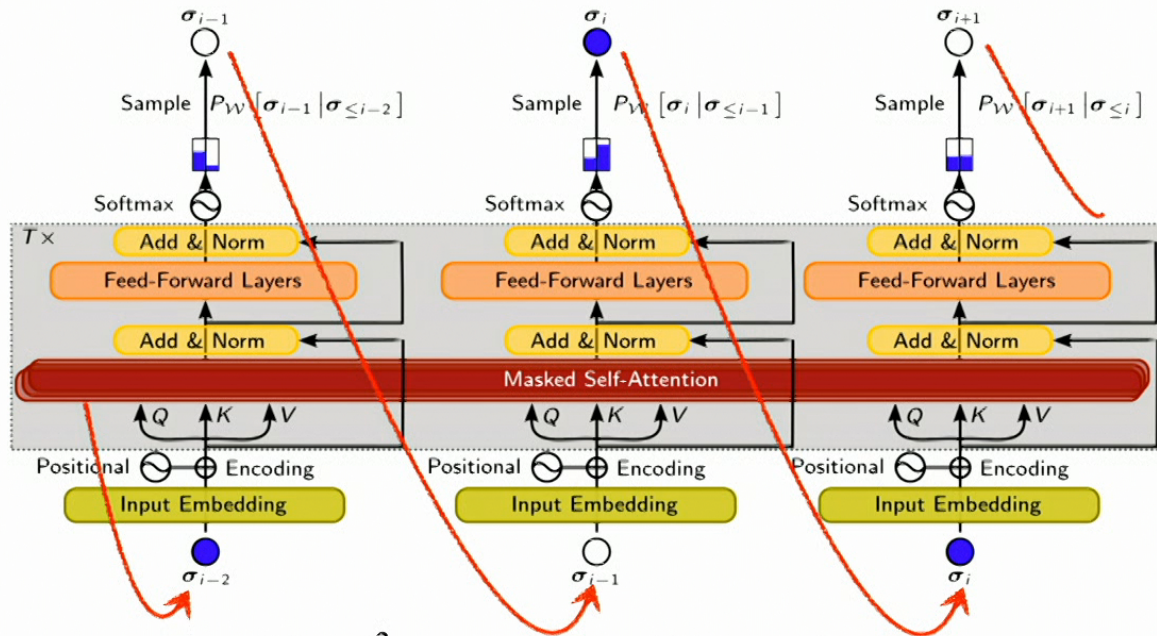 σ_{i−1} σ_i σ_{i+1}
Sample P_𝒲 [σ_{i−1} | σ_{≤i−2}] Sample P_𝒲 [σ_i | σ_{≤i−1}] Sample P_𝒲 [σ_{i+1} | σ_{≤i}]
Softmax Softmax Softmax
T ×
Add & Norm Add & Norm Add & Norm
Feed-Forward Layers Feed-Forward Layers Feed-Forward Layers
Add & Norm Add & Norm Add & Norm
Masked Self-Attention
Q K V Q K V Q K V
Positional Encoding Positional Encoding Positional Encoding
Input Embedding Input Embedding Input Embedding
σ_{i−2} σ_{i−1} σ_i